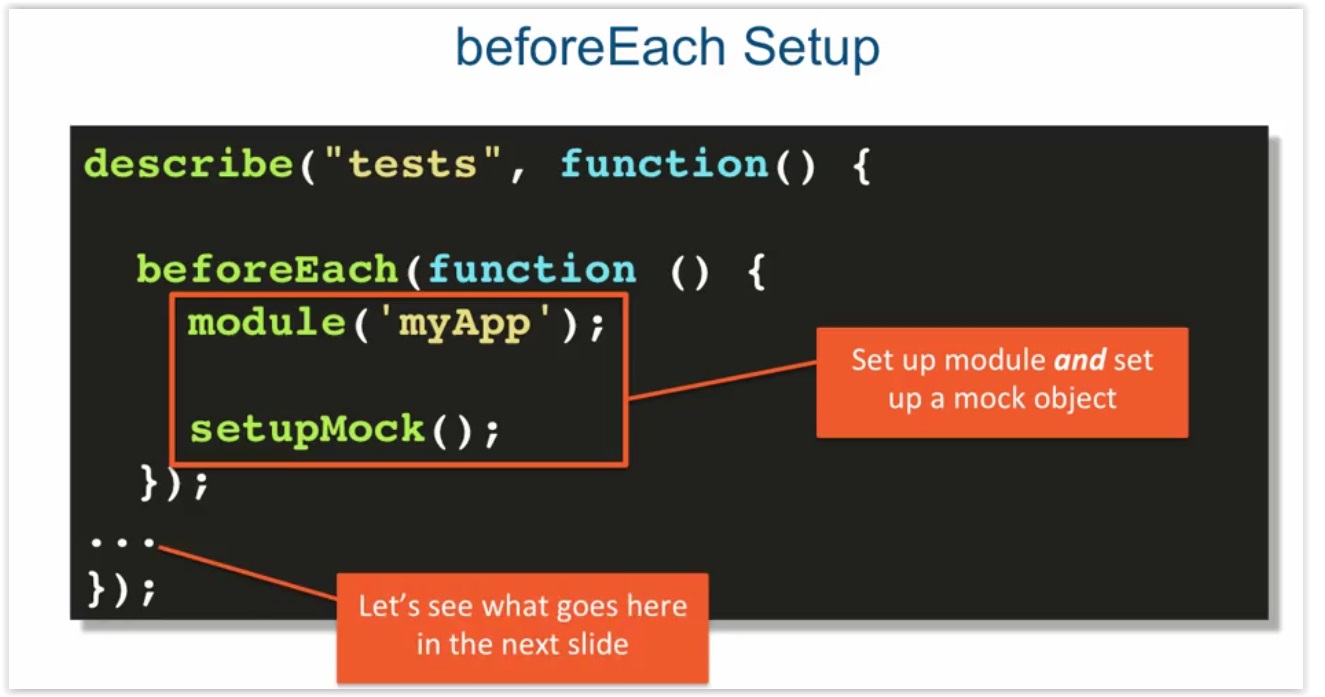 beforeEach Setup
describe("tests", function() {
beforeEach(function () {
module('myApp');
setupMock();
});
...
});
Set up module and set
up a mock object
Let's see what goes here
in the next slide